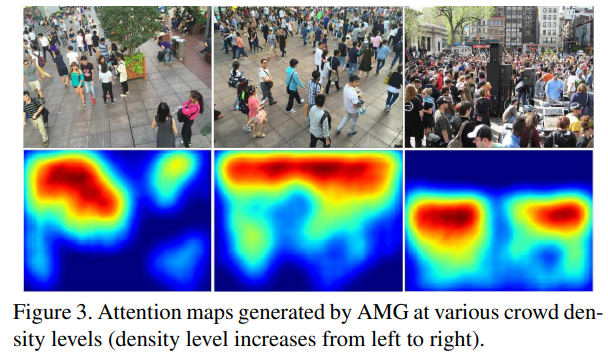 Figure 3. Attention maps generated by AMG at various crowd den-
sity levels (density level increases from left to right).